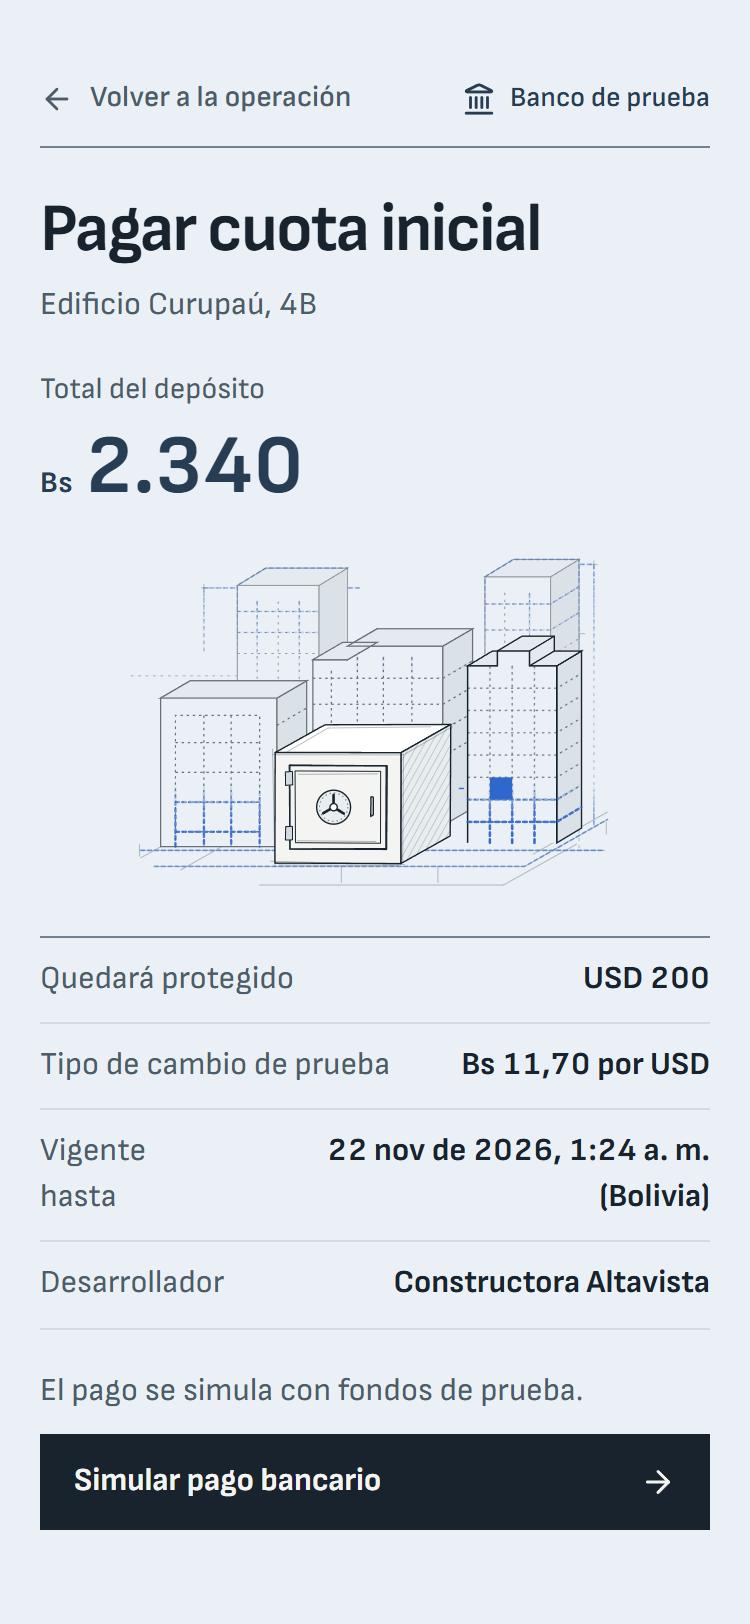 Volver a la operación
Banco de prueba
Pagar cuota inicial
Edificio Curupaú, 4B
Total del depósito
Bs 2.340
Quedará protegido
USD 200
Tipo de cambio de prueba
Bs 11,70 por USD
Vigente hasta
22 nov de 2026, 1:24 a. m.
(Bolivia)
Desarrollador
Constructora Altavista
El pago se simula con fondos de prueba.
Simular pago bancario